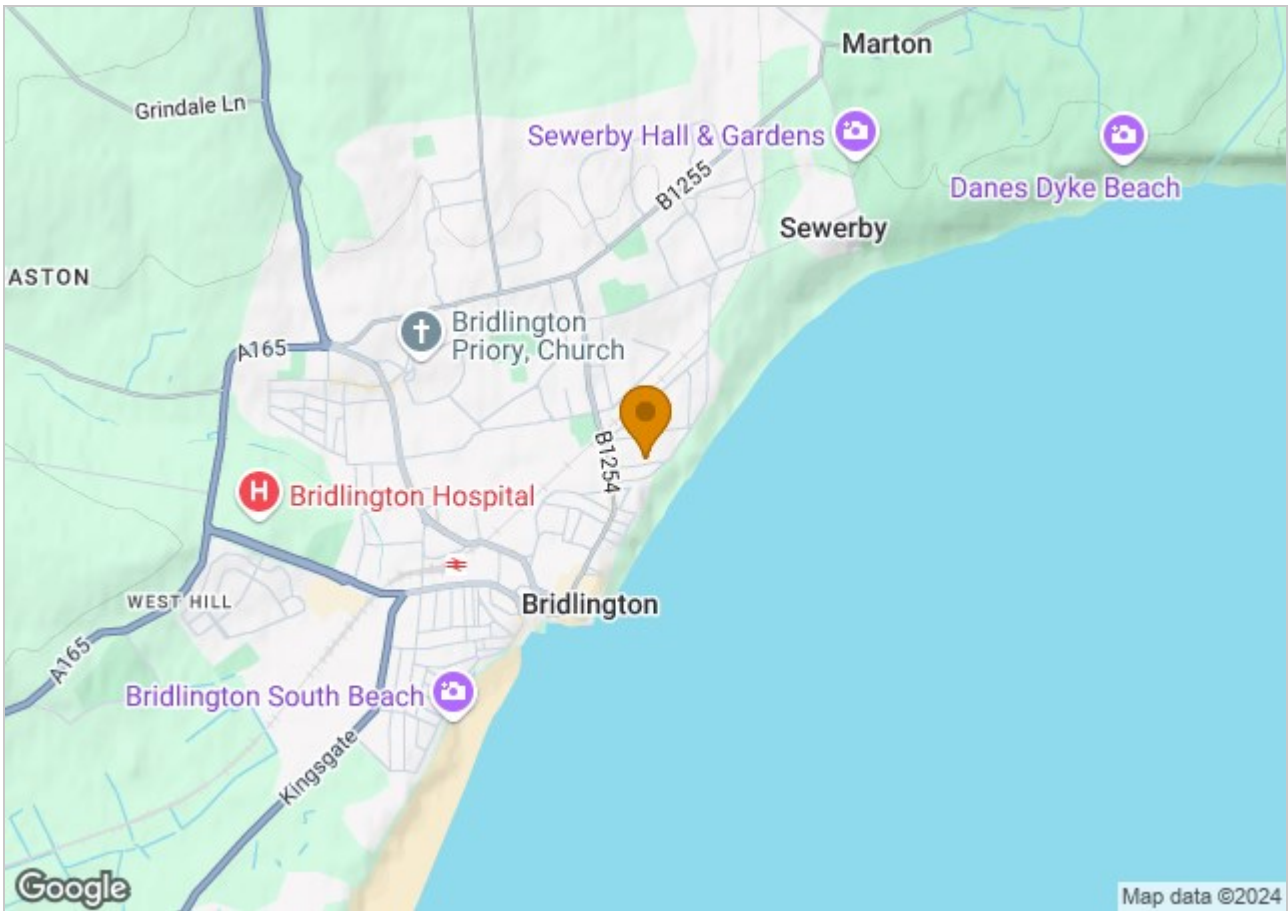 Marton
Grindale Ln
Sewerby Hall & Gardens
B1255
Danes Dyke Beach
Sewerby
ASTON
Bridlington
Priory, Church
A165
B1254
H
Bridlington Hospital
WEST HILL
Bridlington
A165
Bridlington South Beach
Kingsgate
Google
Map data ©2024